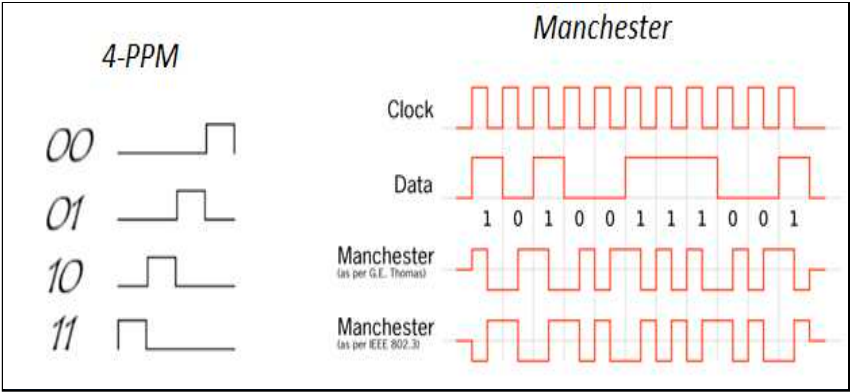 4-PPM
00
01
10
11
Manchester
Clock
Data
1 0 1 0 0 1 1 1 0 0 1
Manchester
(as per G.E. Thomas)
Manchester
(as per IEEE 802.3)